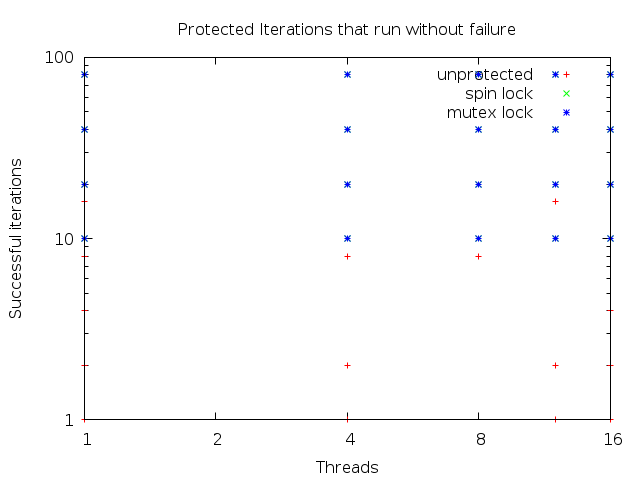 Protected Iterations that run without failure
100
unprotected
spin lock
mutex lock
Successful iterations
10
1
1 2 4 8 16
Threads